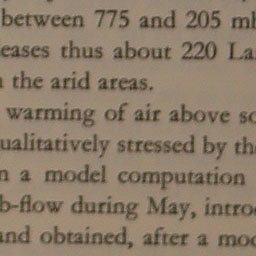 between 775 and 205 mb
eases thus about 220 La
the arid areas.
warming of air above so
ualitatively stressed by the
n a model computation
b-flow during May, introd
and obtained, after a mod